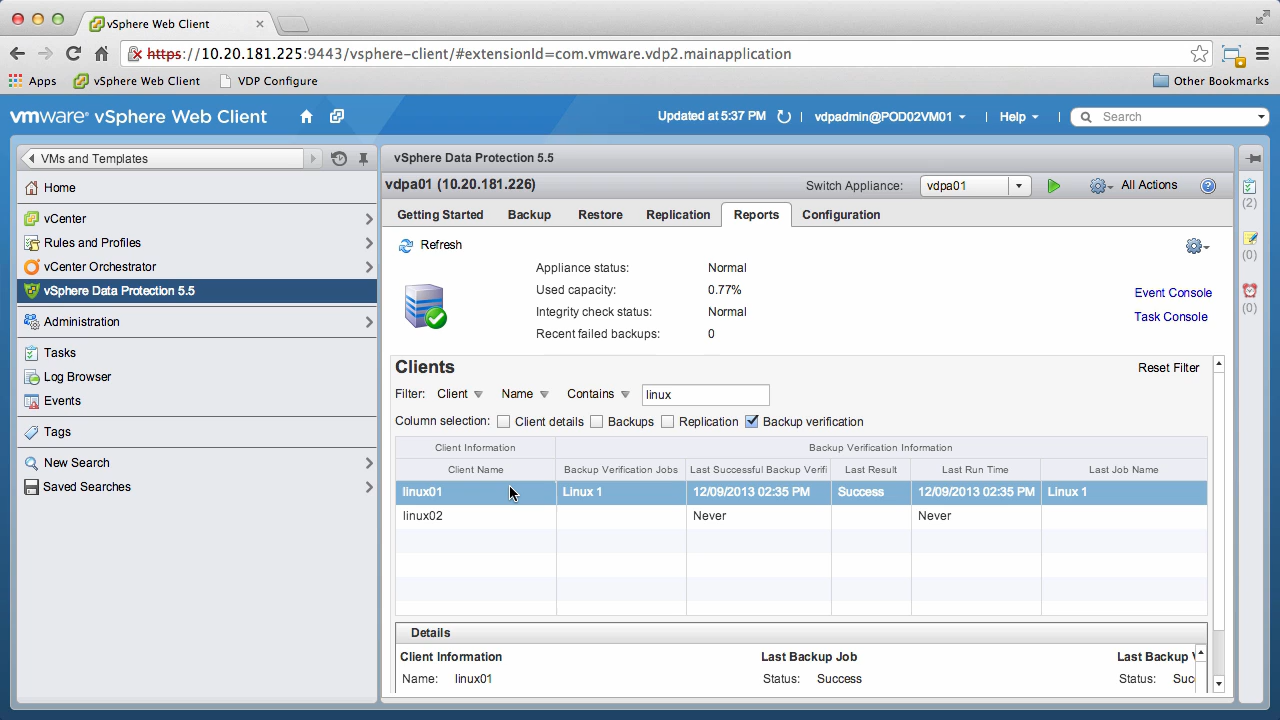 vSphere Web Client
https://10.20.181.225:9443/vsphere-client/#extensionId=com.vmware.vdp2.mainapplication
Apps vSphere Web Client VDP Configure Other Bookmarks
vmware® vSphere Web Client Updated at 5:37 PM | vdpadmin@POD02VM01 | Help | Search
VMs and Templates
Home
vCenter
Rules and Profiles
vCenter Orchestrator
vSphere Data Protection 5.5
Administration
Tasks
Log Browser
Events
Tags
New Search
Saved Searches
vSphere Data Protection 5.5
vdpa01 (10.20.181.226) Switch Appliance: vdpa01 All Actions
Getting Started Backup Restore Replication Reports Configuration
Refresh
Appliance status: Normal
Used capacity: 0.77%
Integrity check status: Normal
Recent failed backups: 0
Event Console
Task Console
Clients Reset Filter
Filter: Client Name Contains linux
Column selection: Client details Backups Replication Backup verification
Client Information Backup Verification Information
Client Name Backup Verification Jobs Last Successful Backup Verifi Last Result Last Run Time Last Job Name
linux01 Linux 1 12/09/2013 02:35 PM Success 12/09/2013 02:35 PM Linux 1
linux02 Never Never
Details
Client Information Last Backup Job Last Backup V
Name: linux01 Status: Success Status: Suc
(2)
(0)
(0)